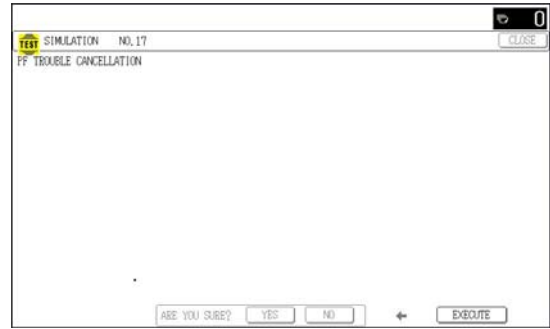 0
TEST SIMULATION NO.17 CLOSE
PF TROUBLE CANCELLATION
ARE YOU SURE? YES NO EXECUTE